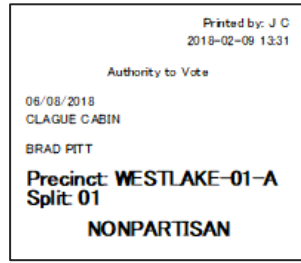 Printed by: J C
2018-02-09 13:31
Authority to Vote
06/08/2018
CLAGUE CABIN
BRAD PITT
Precinct: WESTLAKE-01-A
Split: 01
NONPARTISAN